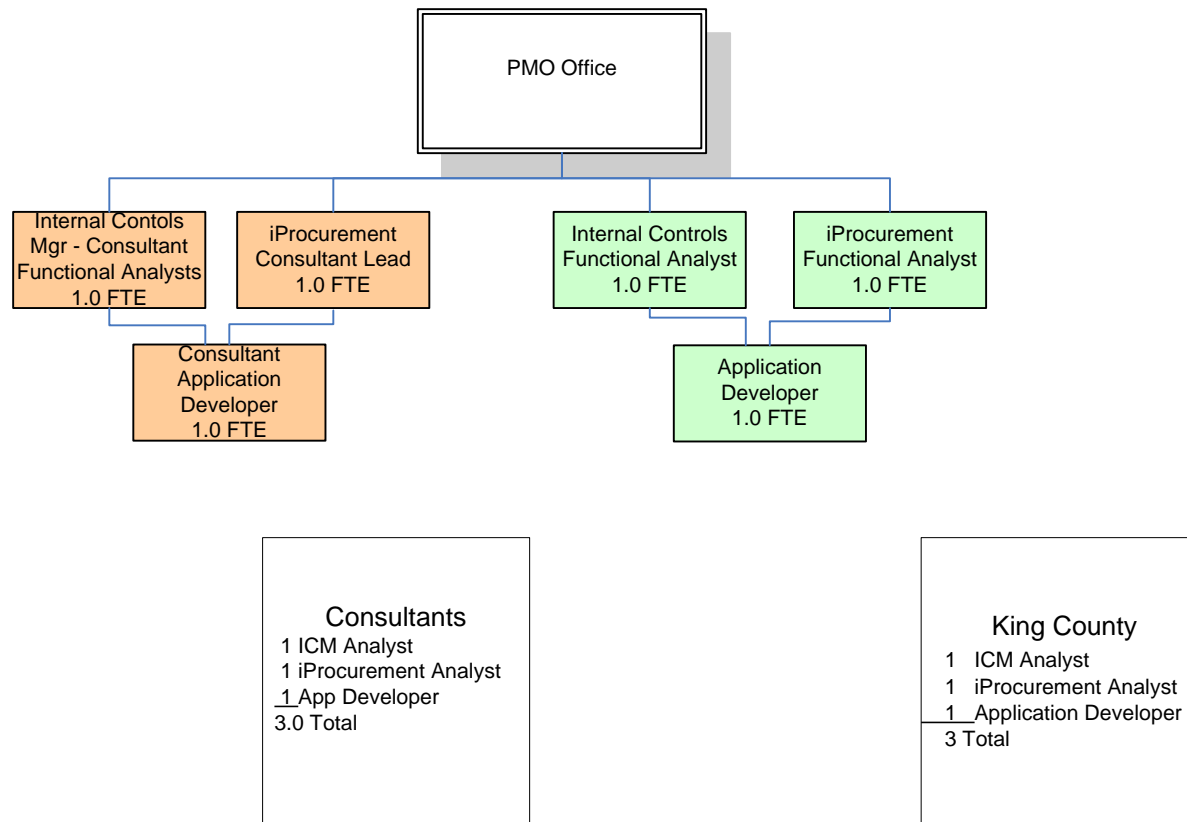 PMO Office
Internal Contols
Mgr - Consultant
Functional Analysts
1.0 FTE
iProcurement
Consultant Lead
1.0 FTE
Internal Controls
Functional Analyst
1.0 FTE
iProcurement
Functional Analyst
1.0 FTE
Consultant
Application
Developer
1.0 FTE
Application
Developer
1.0 FTE
Consultants
1 ICM Analyst
1 iProcurement Analyst
1 App Developer
3.0 Total
King County
1 ICM Analyst
1 iProcurement Analyst
1 Application Developer
3 Total